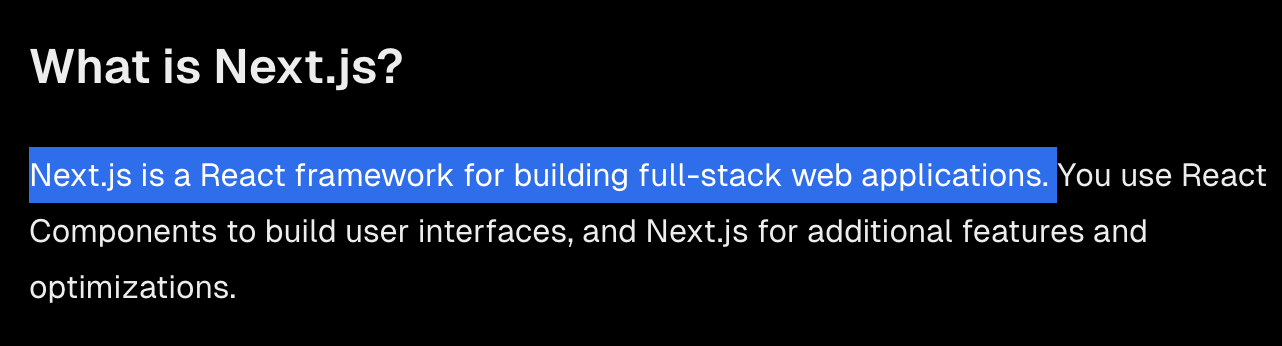 What is Next.js?
Next.js is a React framework for building full-stack web applications. You use React
Components to build user interfaces, and Next.js for additional features and
optimizations.